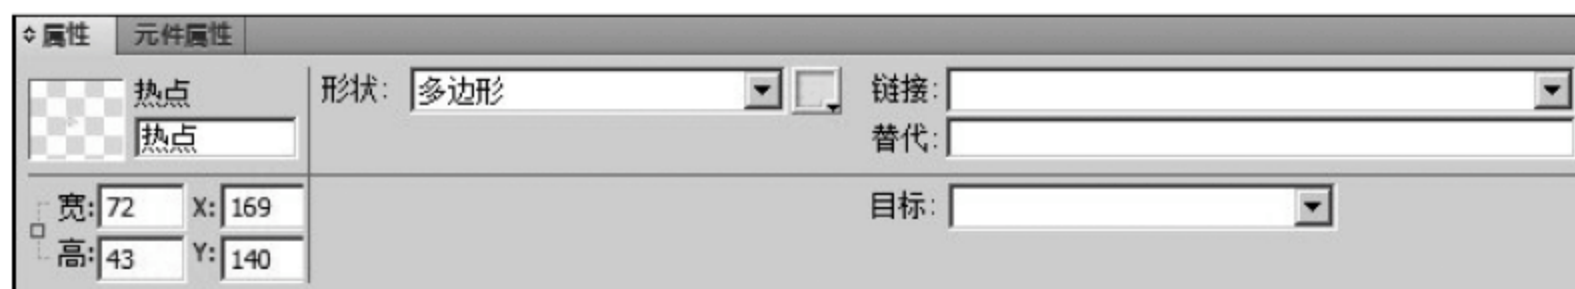 属性 元件属性
热点 形状: 多边形 链接:
热点 替代:
宽: 72 X: 169 目标:
高: 43 Y: 140